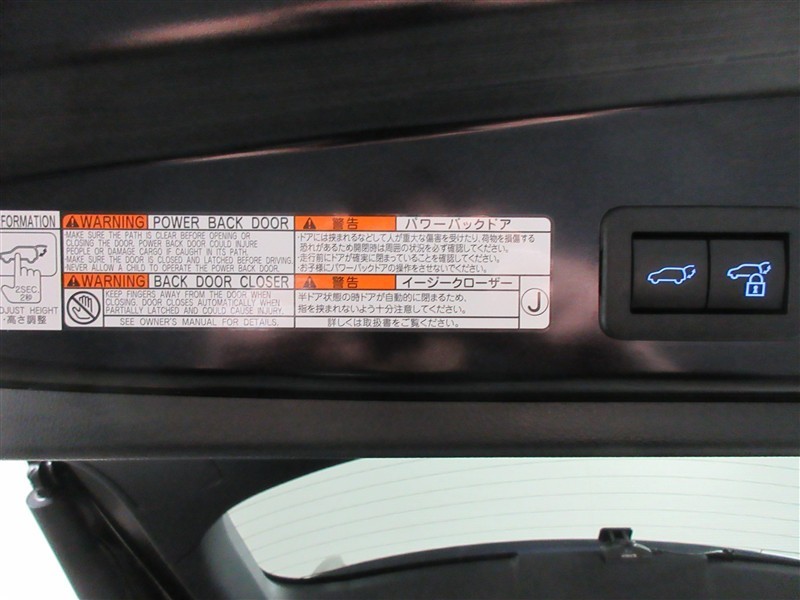 FORMATION
2SEC.
2秒
DJUST HEIGHT
・高さ調整
WARNING POWER BACK DOOR
・MAKE SURE THE PATH IS CLEAR BEFORE OPENING OR
CLOSING THE DOOR. POWER BACK DOOR COULD INJURE
PEOPLE OR DAMAGE CARGO IF CAUGHT IN ITS PATH.
・MAKE SURE THE DOOR IS CLOSED AND LATCHED BEFORE DRIVING.
・NEVER ALLOW A CHILD TO OPERATE THE POWER BACK DOOR.
WARNING BACK DOOR CLOSER
KEEP FINGERS AWAY FROM THE DOOR WHEN
CLOSING. DOOR CLOSES AUTOMATICALLY WHEN
PARTIALLY LATCHED AND COULD CAUSE INJURY.
SEE OWNER'S MANUAL FOR DETAILS.
警告 パワーバックドア
・ドアには挟まれるなどして人が重大な傷害を受けたり、荷物を損傷する
恐れがあるため開閉時は周囲の状況を必ず確認してください。
・走行前にドアが確実に閉まっていることを確認してください。
・お子様にパワーバックドアの操作をさせないでください。
警告 イージークローザー
半ドア状態の時ドアが自動的に閉まるため、
指を挟まれないよう十分注意してください。
詳しくは取扱書をご覧ください。
J